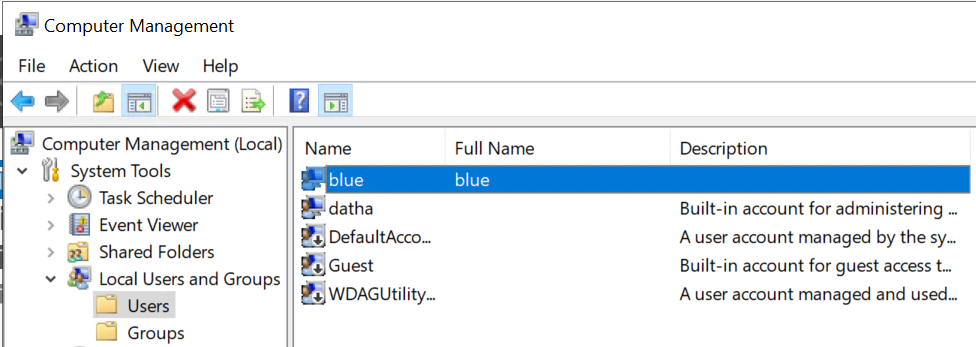 Computer Management
File Action View Help
Computer Management (Local)
System Tools
Task Scheduler
Event Viewer
Shared Folders
Local Users and Groups
Users
Groups
Name Full Name Description
blue blue
datha Built-in account for administering ...
DefaultAcco... A user account managed by the sy...
Guest Built-in account for guest access t...
WDAGUtility... A user account managed and used...